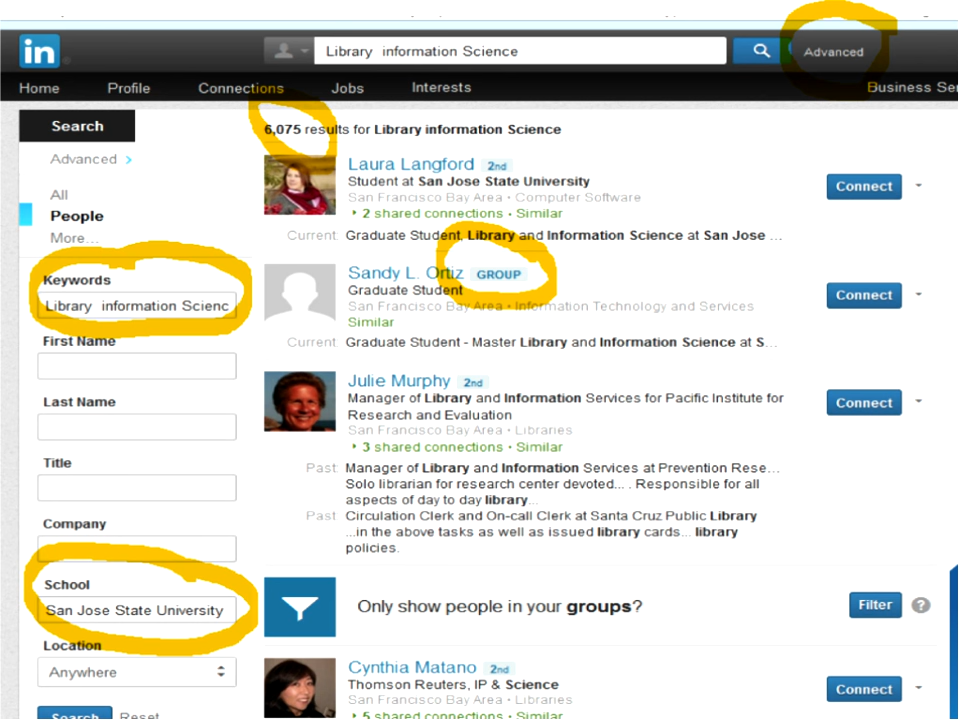 in
Library information Science
Advanced
Home Profile Connections Jobs Interests Business Ser
Search
Advanced >
All
People
More...
Keywords
Library information Scienc
First Name
Last Name
Title
Company
School
San Jose State University
Location
Anywhere
Search Reset
6,075 results for Library information Science
Laura Langford 2nd
Student at San Jose State University
San Francisco Bay Area • Computer Software
2 shared connections • Similar
Current Graduate Student, Library and Information Science at San Jose ...
Connect
Sandy L. Ortiz GROUP
Graduate Student
San Francisco Bay Area • Information Technology and Services
Similar
Current Graduate Student - Master Library and Information Science at S...
Connect
Julie Murphy 2nd
Manager of Library and Information Services for Pacific Institute for
Research and Evaluation
San Francisco Bay Area • Libraries
3 shared connections • Similar
Past Manager of Library and Information Services at Prevention Rese...
Solo librarian for research center devoted... . Responsible for all
aspects of day to day library...
Past Circulation Clerk and On-call Clerk at Santa Cruz Public Library
...in the above tasks as well as issued library cards... library
policies.
Connect
Only show people in your groups?
Filter ?
Cynthia Matano 2nd
Thomson Reuters, IP & Science
San Francisco Bay Area • Libraries
5 shared connections • Similar
Connect